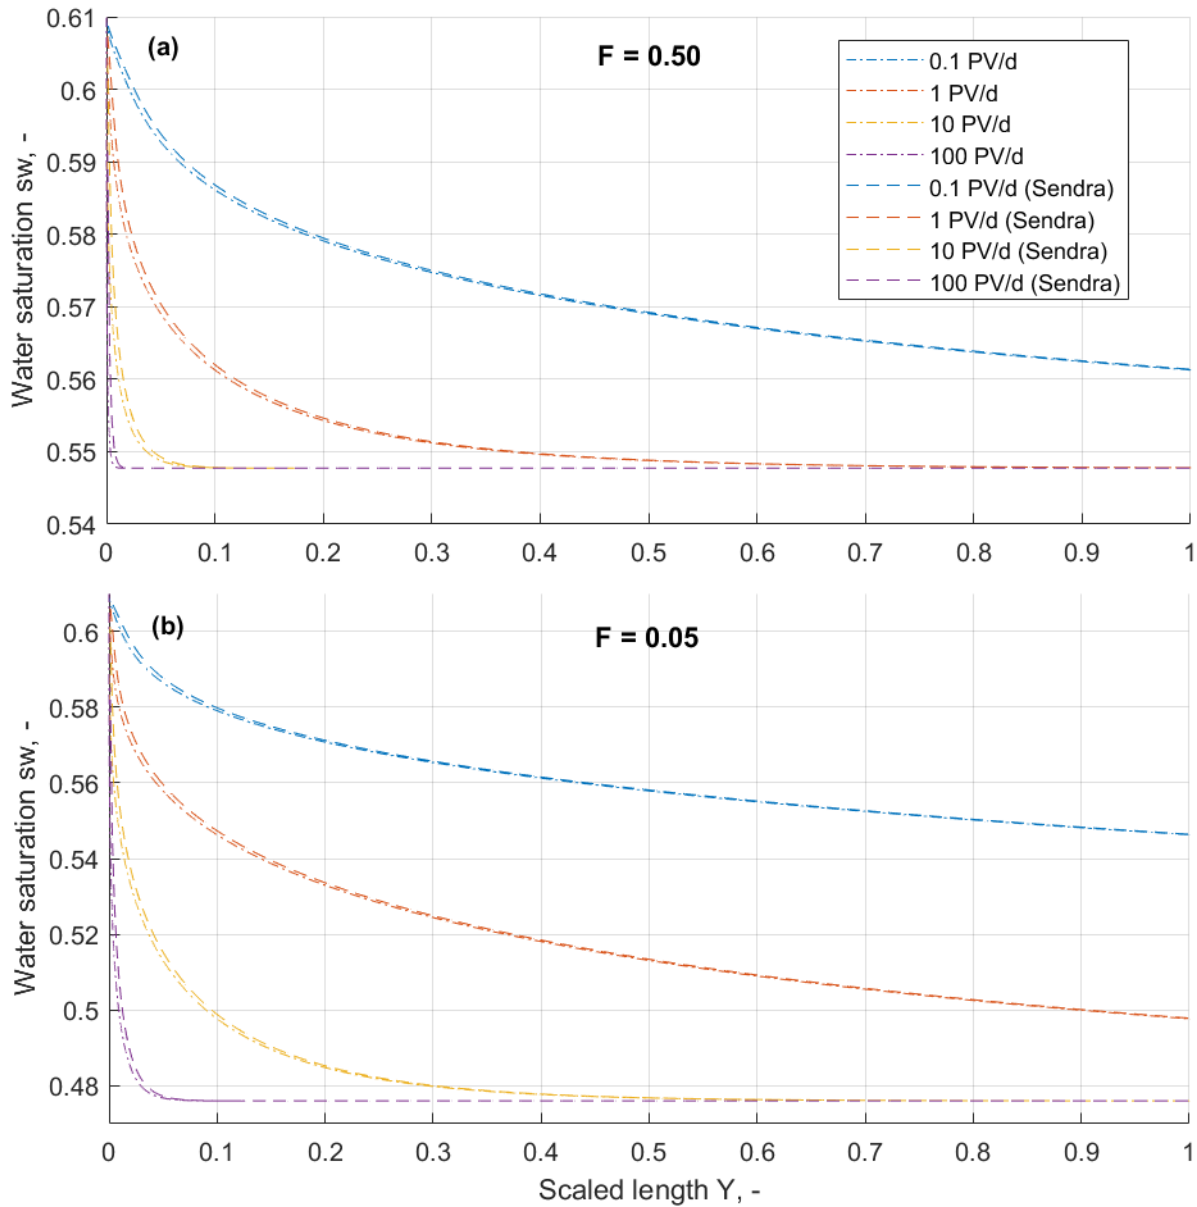 (a)
F = 0.50
0.1 PV/d
1 PV/d
10 PV/d
100 PV/d
0.1 PV/d (Sendra)
1 PV/d (Sendra)
10 PV/d (Sendra)
100 PV/d (Sendra)
Water saturation sw, -
0.61
0.6
0.59
0.58
0.57
0.56
0.55
0.54
0 0.1 0.2 0.3 0.4 0.5 0.6 0.7 0.8 0.9 1
(b)
F = 0.05
Water saturation sw, -
0.6
0.58
0.56
0.54
0.52
0.5
0.48
0 0.1 0.2 0.3 0.4 0.5 0.6 0.7 0.8 0.9 1
Scaled length Y, -